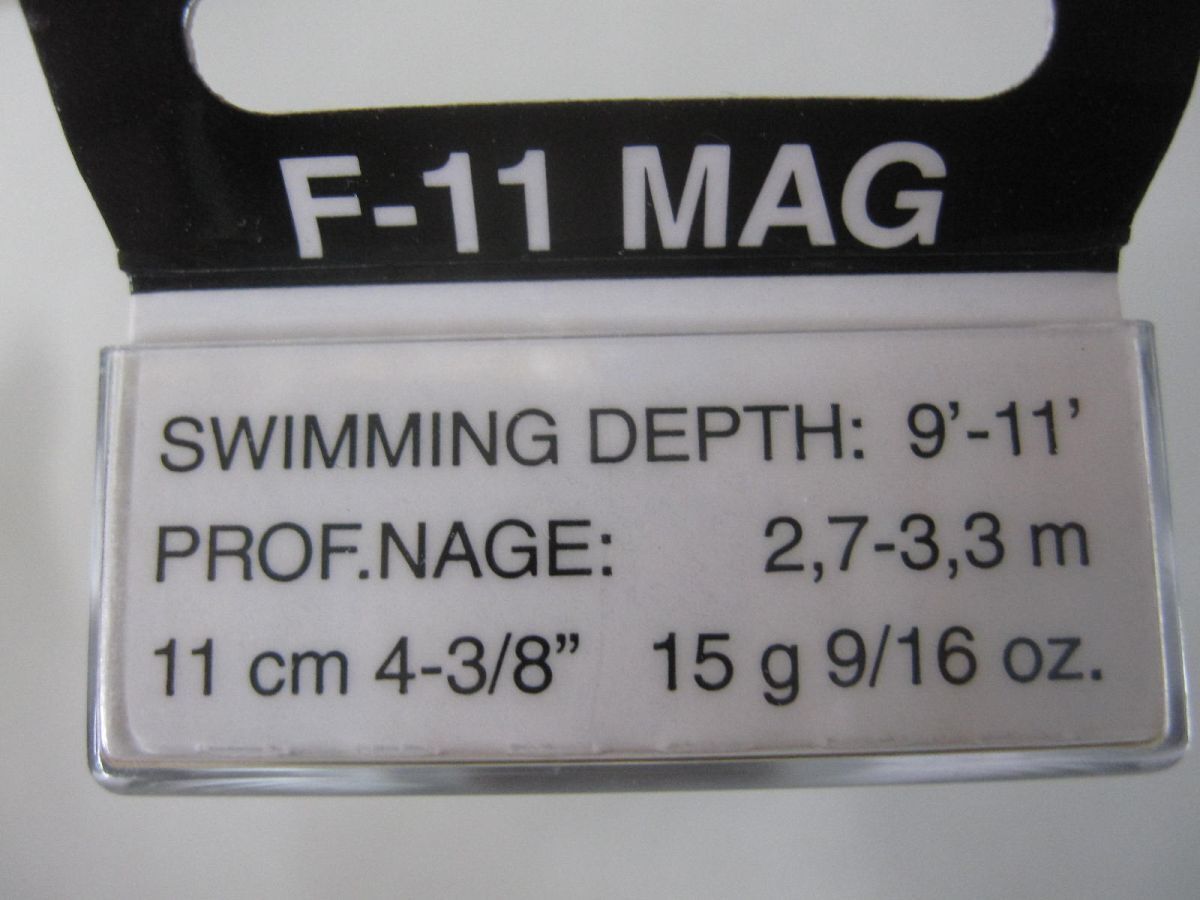 F-11 MAG
SWIMMING DEPTH: 9’-11’
PROF.NAGE: 2,7-3,3 m
11 cm 4-3/8” 15 g 9/16 oz.